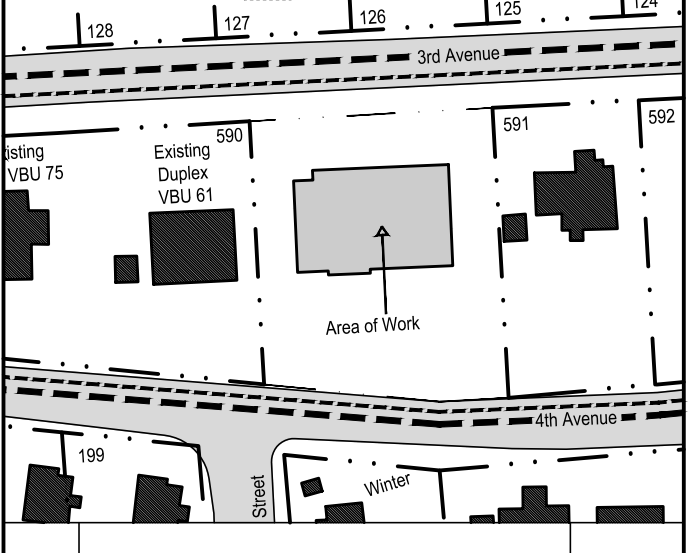 128
127
126
125
124
3rd Avenue
590
591
592
VBU 75
Existing
Duplex
VBU 61
Area of Work
4th Avenue
199
Street
Winter